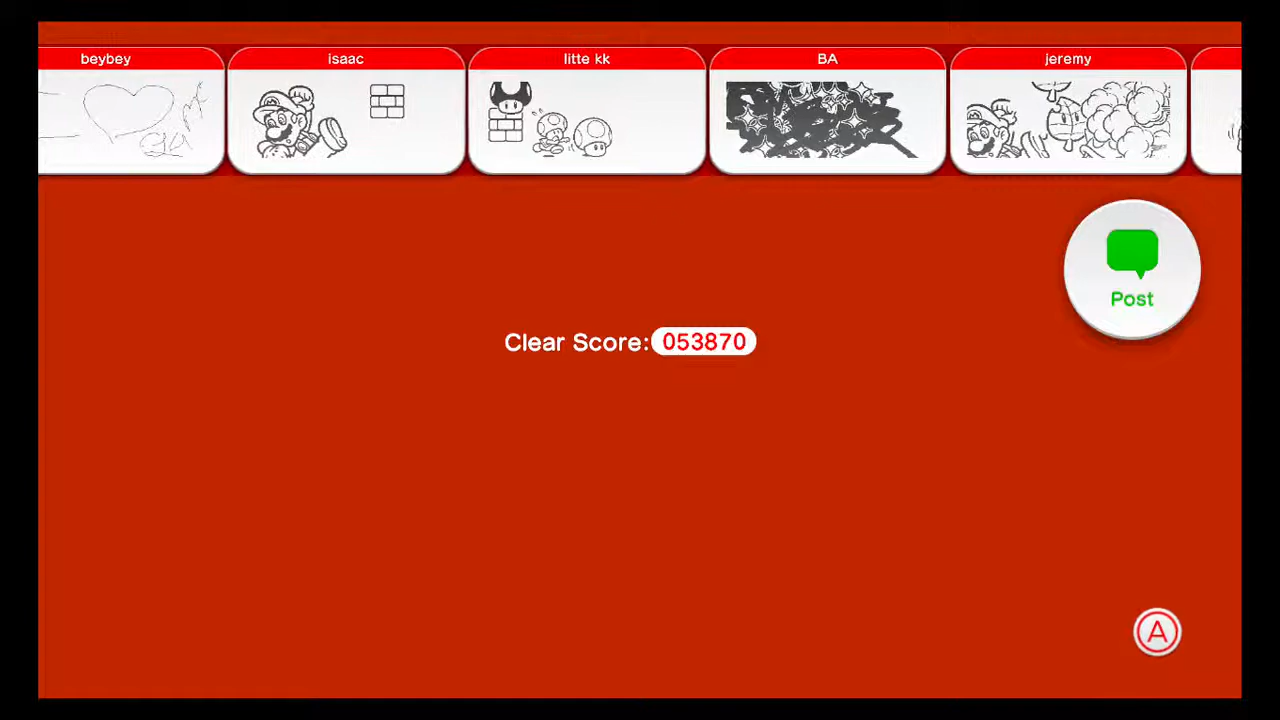 beybey
isaac
litte kk
BA
jeremy
Post
Clear Score: 053870
A